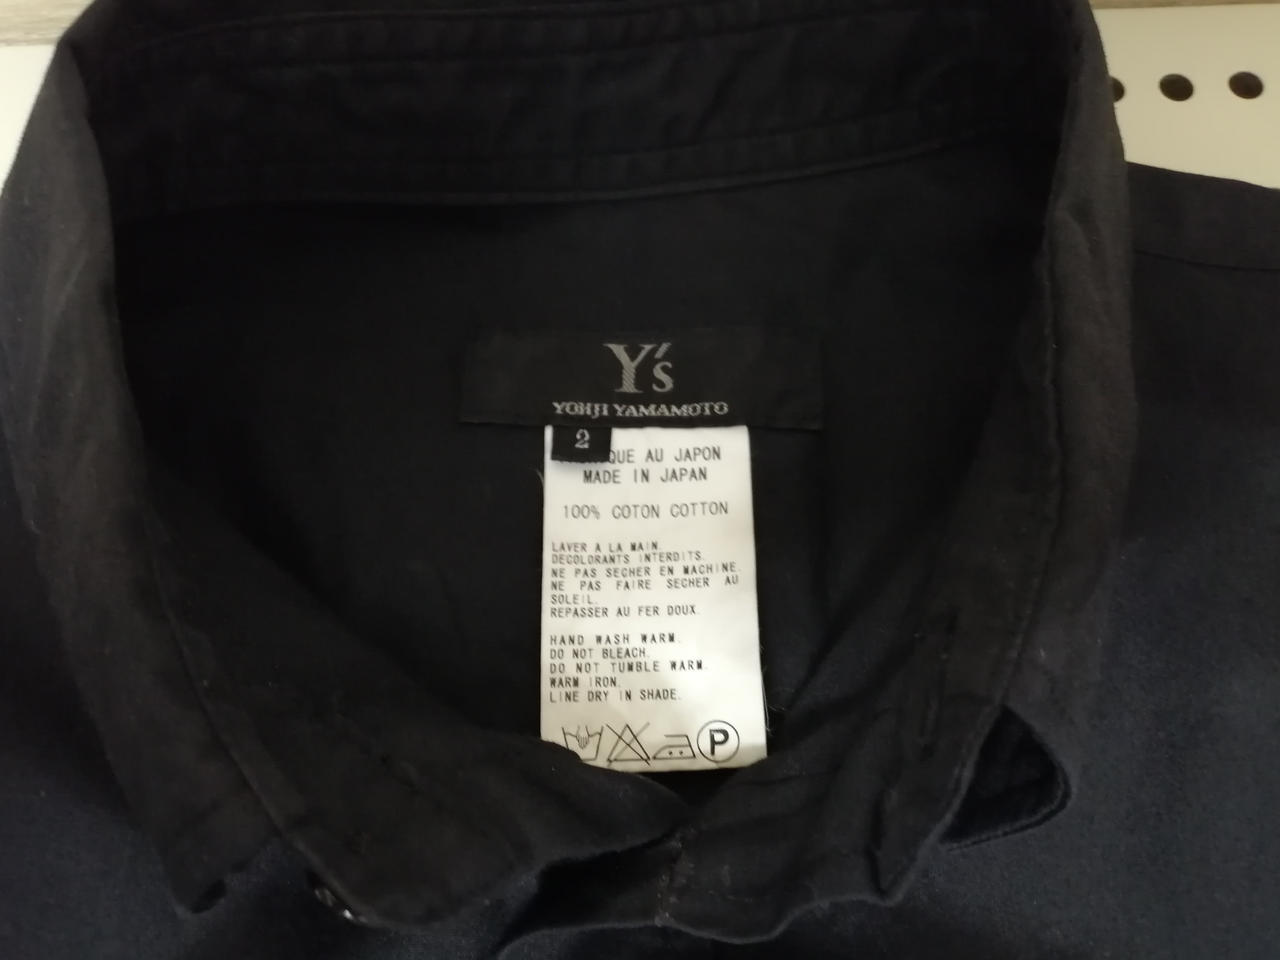 Y's
YOHJI YAMAMOTO
2
QUE AU JAPON
MADE IN JAPAN
100% COTON COTTON
LAVER A LA MAIN.
DECOLORANTS INTERDITS.
NE PAS SECHER EN MACHINE.
NE PAS FAIRE SECHER AU
SOLEIL.
REPASSER AU FER DOUX.
HAND WASH WARM.
DO NOT BLEACH.
DO NOT TUMBLE WARM.
WARM IRON.
LINE DRY IN SHADE.
P